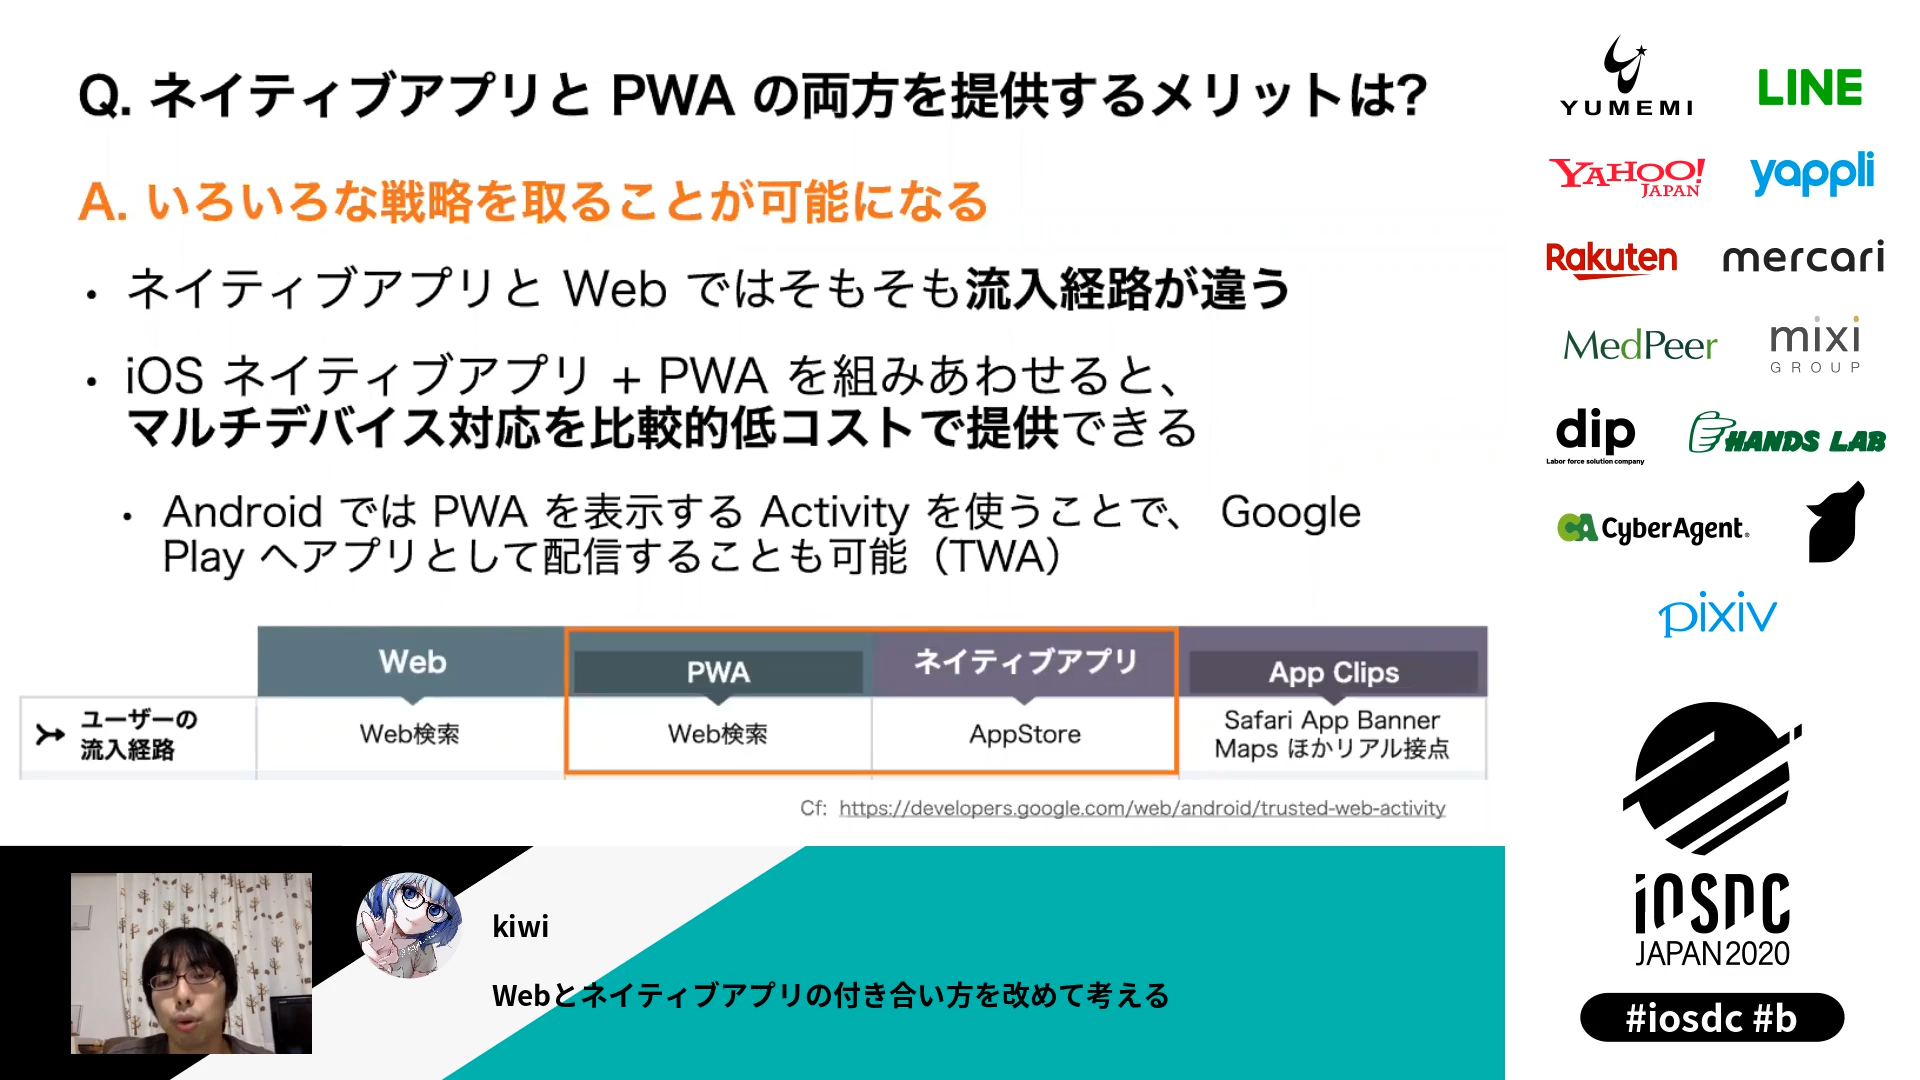 Q. ネイティブアプリと PWA の両方を提供するメリットは?
A. いろいろな戦略を取ることが可能になる
• ネイティブアプリと Web ではそもそも流入経路が違う
• iOS ネイティブアプリ + PWA を組みあわせると、
マルチデバイス対応を比較的低コストで提供できる
• Android では PWA を表示する Activity を使うことで、 Google
Play へアプリとして配信することも可能（TWA）
Web
PWA
ネイティブアプリ
App Clips
ユーザーの
流入経路
Web検索
Web検索
AppStore
Safari App Banner
Maps ほかリアル接点
Cf: https://developers.google.com/web/android/trusted-web-activity
kiwi
Webとネイティブアプリの付き合い方を改めて考える
YUMEMI
LINE
YAHOO!
JAPAN
yappli
Rakuten
mercari
MedPeer
mixi
GROUP
dip
Labor force solution company
HANDS LAB
CA CyberAgent.
pixiv
iOSDC
JAPAN2020
#iosdc #b